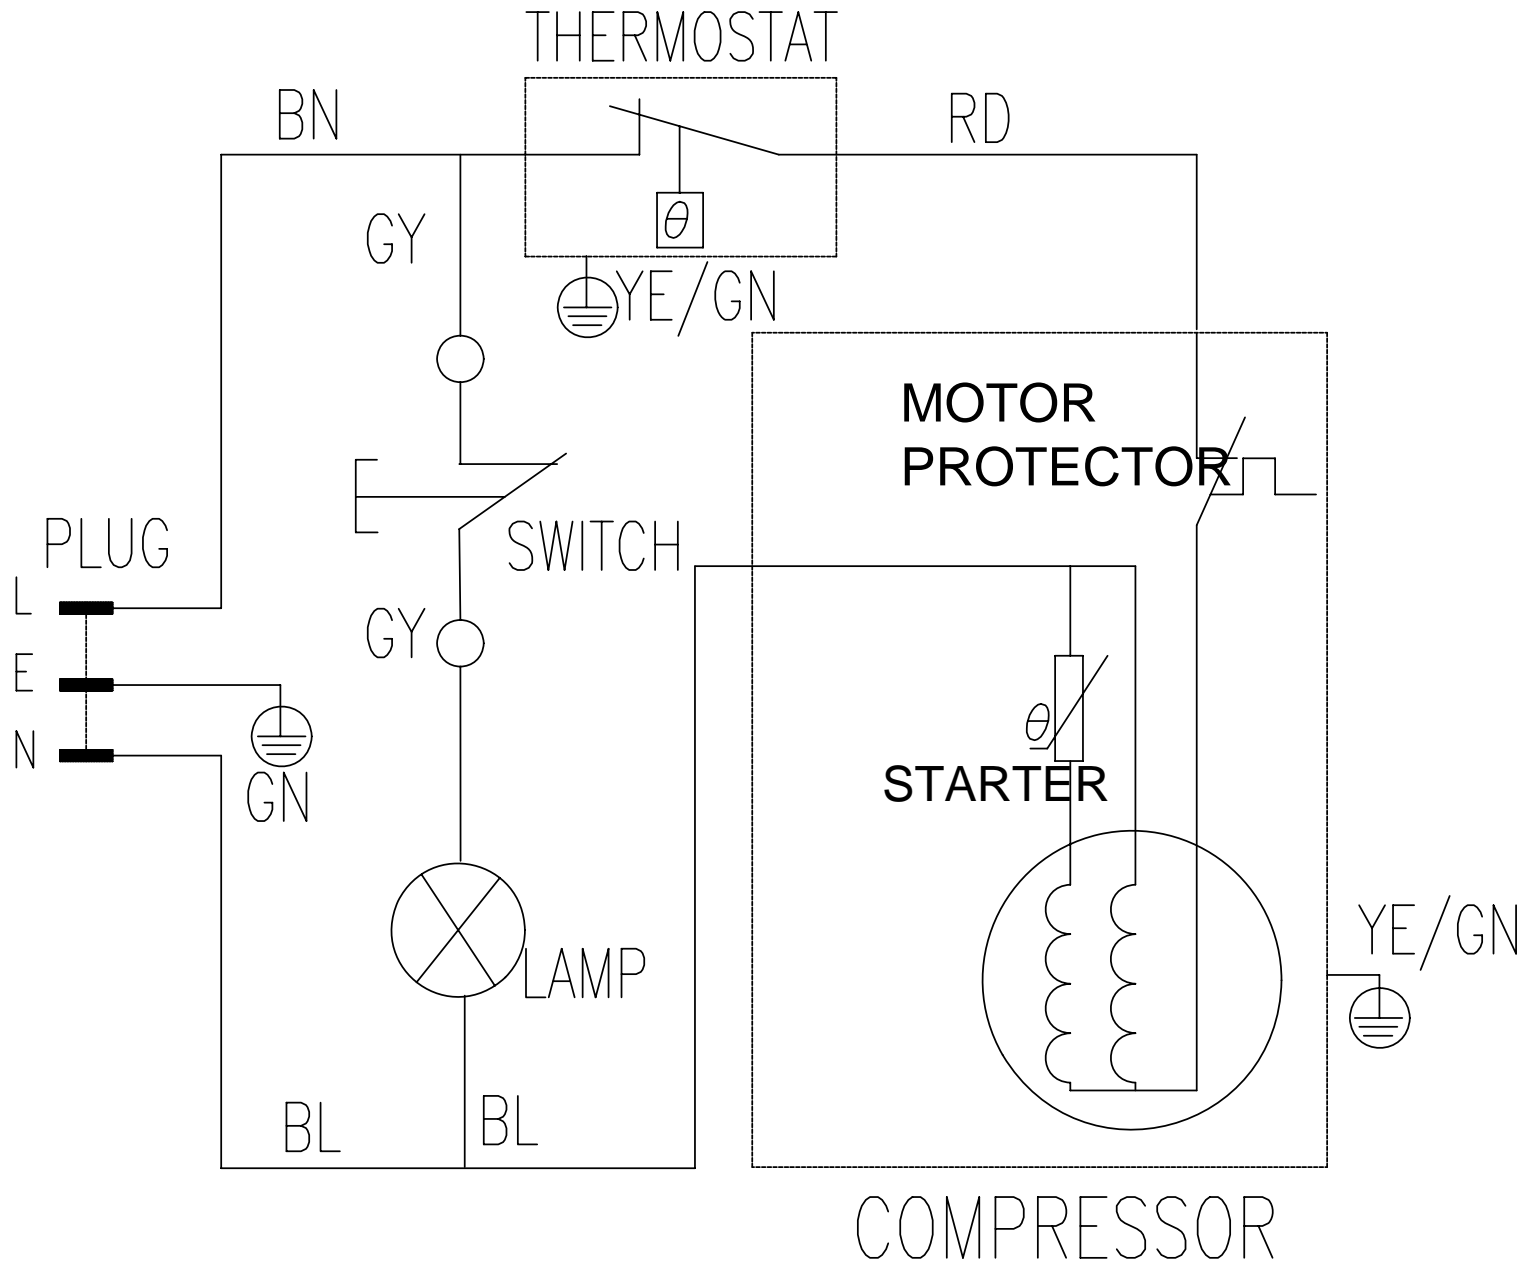 THERMOSTAT
BN
RD
GY
θ
YE/GN
MOTOR
PROTECTOR
PLUG
SWITCH
L
GY
E
θ
N
GN
STARTER
YE/GN
LAMP
BL
BL
COMPRESSOR